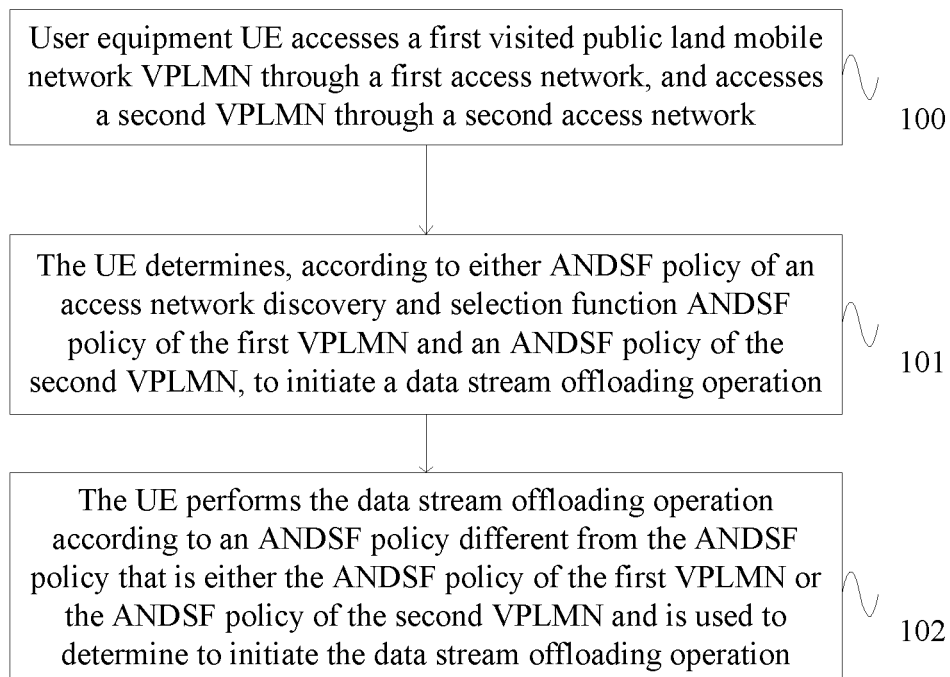 User equipment UE accesses a first visited public land mobile
network VPLMN through a first access network, and accesses
a second VPLMN through a second access network
100
The UE determines, according to either ANDSF policy of an
access network discovery and selection function ANDSF
policy of the first VPLMN and an ANDSF policy of the
second VPLMN, to initiate a data stream offloading operation
101
The UE performs the data stream offloading operation
according to an ANDSF policy different from the ANDSF
policy that is either the ANDSF policy of the first VPLMN or
the ANDSF policy of the second VPLMN and is used to
determine to initiate the data stream offloading operation
102